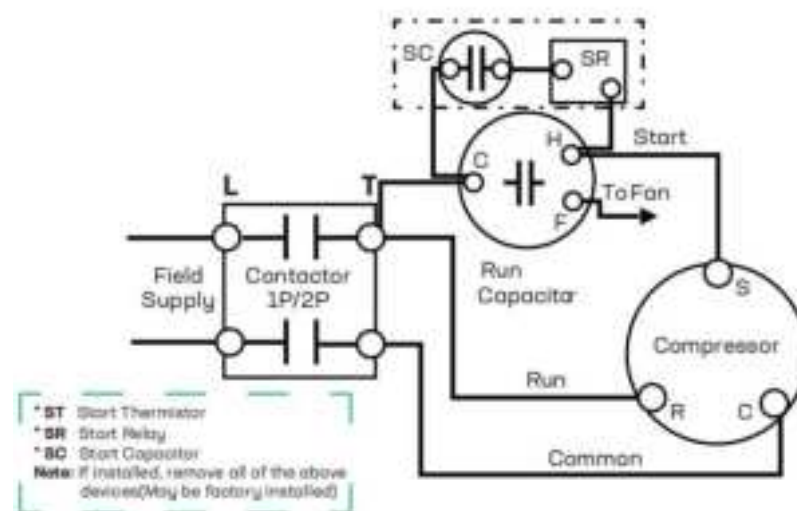 SC
SR
H
Start
C
L
T
To Fan
F
Field
Supply
Contactor
1P/2P
Run
Capacitor
S
Compressor
Run
R
C
Common
* ST Start Thermistor
* SR Start Relay
* SC Start Capacitor
Note: If installed, remove all of the above
devices(May be factory installed)